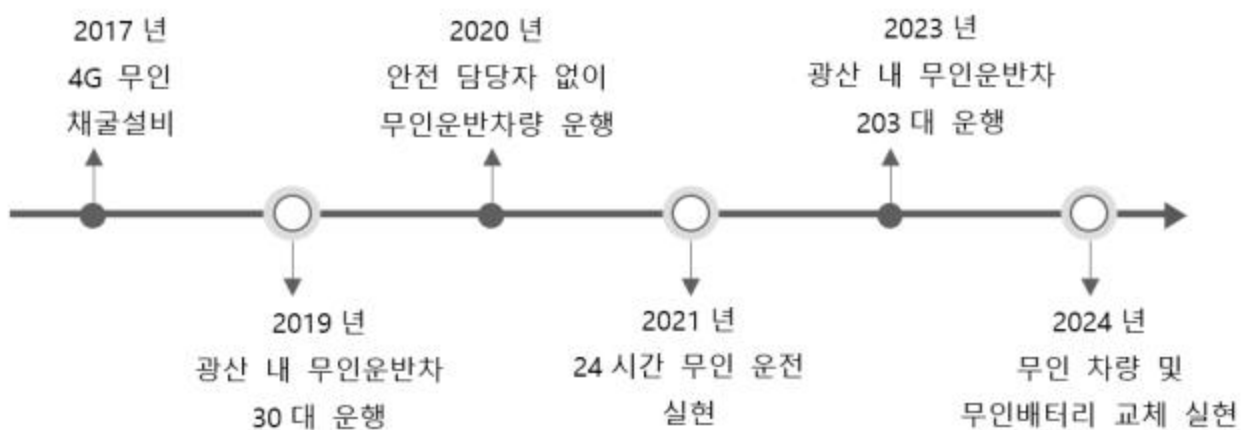 2017 년
4G 무인
채굴설비
2019 년
광산 내 무인운반차
30 대 운행
2020 년
안전 담당자 없이
무인운반차량 운행
2021 년
24 시간 무인 운전
실현
2023 년
광산 내 무인운반차
203 대 운행
2024 년
무인 차량 및
무인배터리 교체 실현